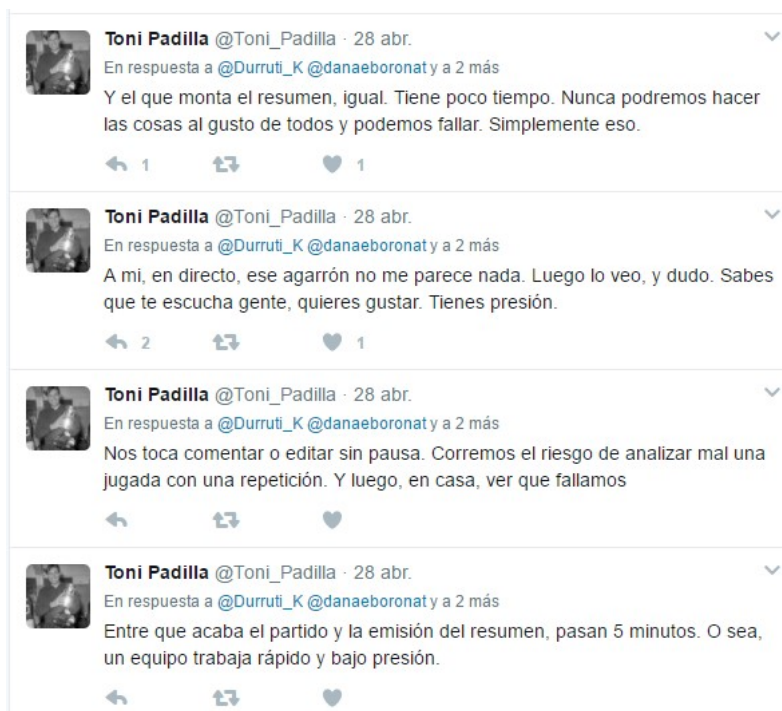 Toni Padilla @Toni_Padilla · 28 abr.
En respuesta a @Durruti_K @danaeboronat y a 2 más
Y el que monta el resumen, igual. Tiene poco tiempo. Nunca podremos hacer
las cosas al gusto de todos y podemos fallar. Simplemente eso.
1 1
Toni Padilla @Toni_Padilla · 28 abr.
En respuesta a @Durruti_K @danaeboronat y a 2 más
A mi, en directo, ese agarrón no me parece nada. Luego lo veo, y dudo. Sabes
que te escucha gente, quieres gustar. Tienes presión.
2 1
Toni Padilla @Toni_Padilla · 28 abr.
En respuesta a @Durruti_K @danaeboronat y a 2 más
Nos toca comentar o editar sin pausa. Corremos el riesgo de analizar mal una
jugada con una repetición. Y luego, en casa, ver que fallamos
Toni Padilla @Toni_Padilla · 28 abr.
En respuesta a @Durruti_K @danaeboronat y a 2 más
Entre que acaba el partido y la emisión del resumen, pasan 5 minutos. O sea,
un equipo trabaja rápido y bajo presión.